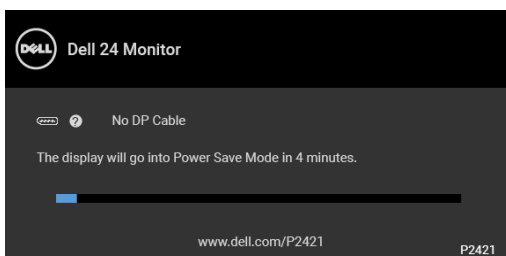 DELL Dell 24 Monitor
? No DP Cable
The display will go into Power Save Mode in 4 minutes.
www.dell.com/P2421
P2421